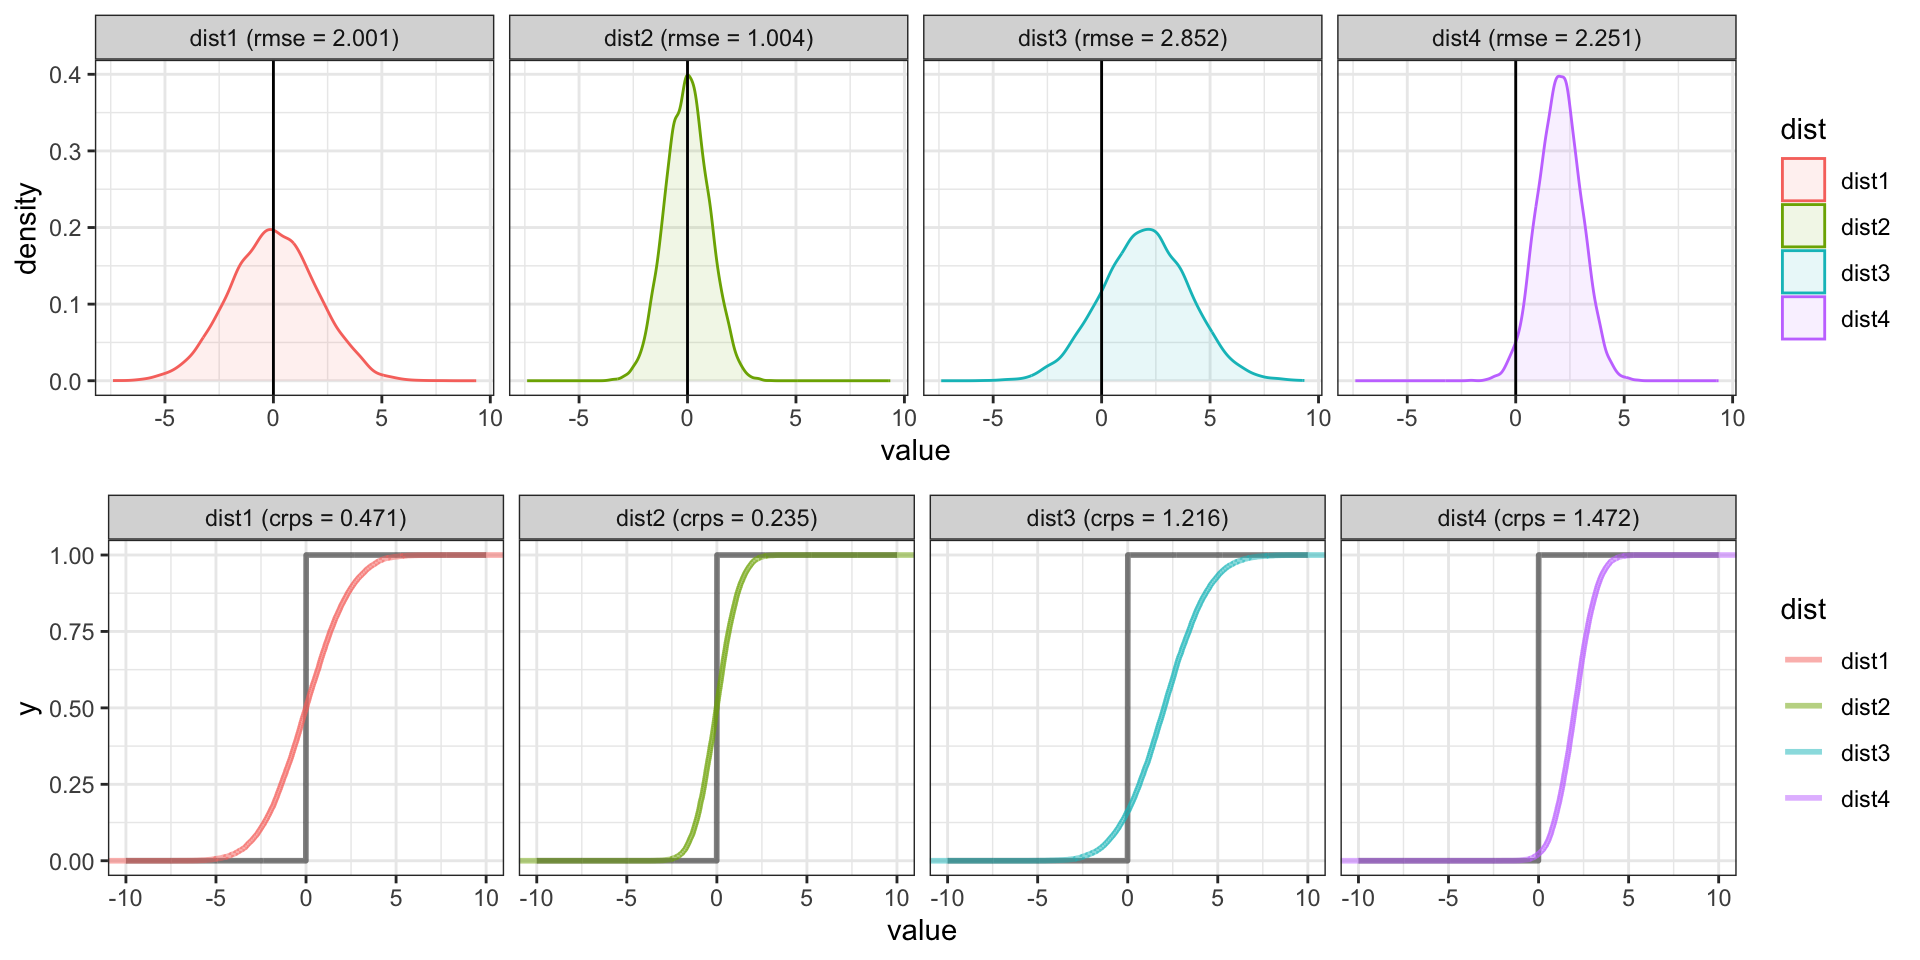 dist1 (rmse = 2.001) dist2 (rmse = 1.004) dist3 (rmse = 2.852) dist4 (rmse = 2.251)
0.4
0.3
0.2
0.1
0.0
density
-5 0 5 10 -5 0 5 10 -5 0 5 10 -5 0 5 10
value
dist
dist1
dist2
dist3
dist4
dist1 (crps = 0.471) dist2 (crps = 0.235) dist3 (crps = 1.216) dist4 (crps = 1.472)
1.00
0.75
0.50
0.25
0.00
y
-10 -5 0 5 10 -10 -5 0 5 10 -10 -5 0 5 10 -10 -5 0 5 10
value
dist
dist1
dist2
dist3
dist4